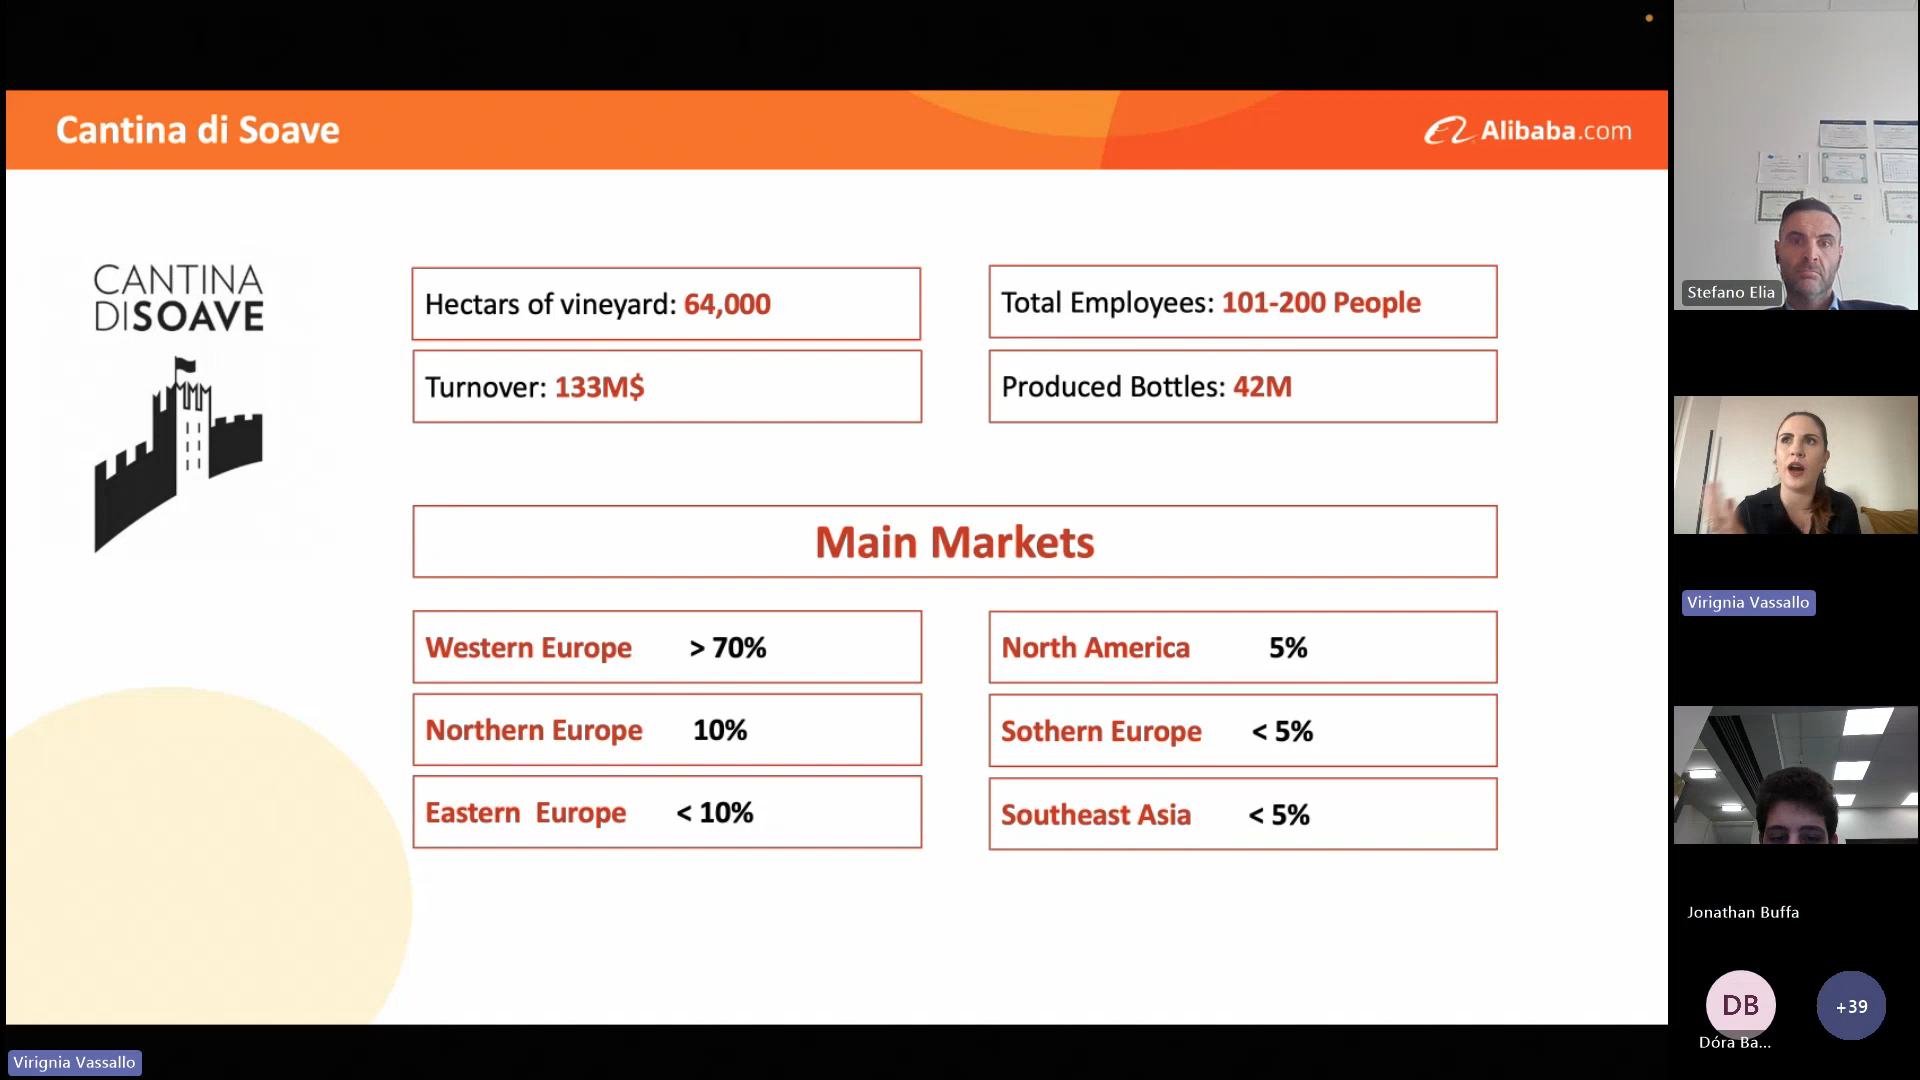 Cantina di Soave
Alibaba.com
CANTINA
DISOAVE
Hectars of vineyard: 64,000
Total Employees: 101-200 People
Turnover: 133M$
Produced Bottles: 42M
Main Markets
Western Europe > 70%
North America 5%
Northern Europe 10%
Sothern Europe < 5%
Eastern Europe < 10%
Southeast Asia < 5%
Virignia Vassallo
Stefano Elia
Virignia Vassallo
Jonathan Buffa
DB
+39
Dóra Ba...